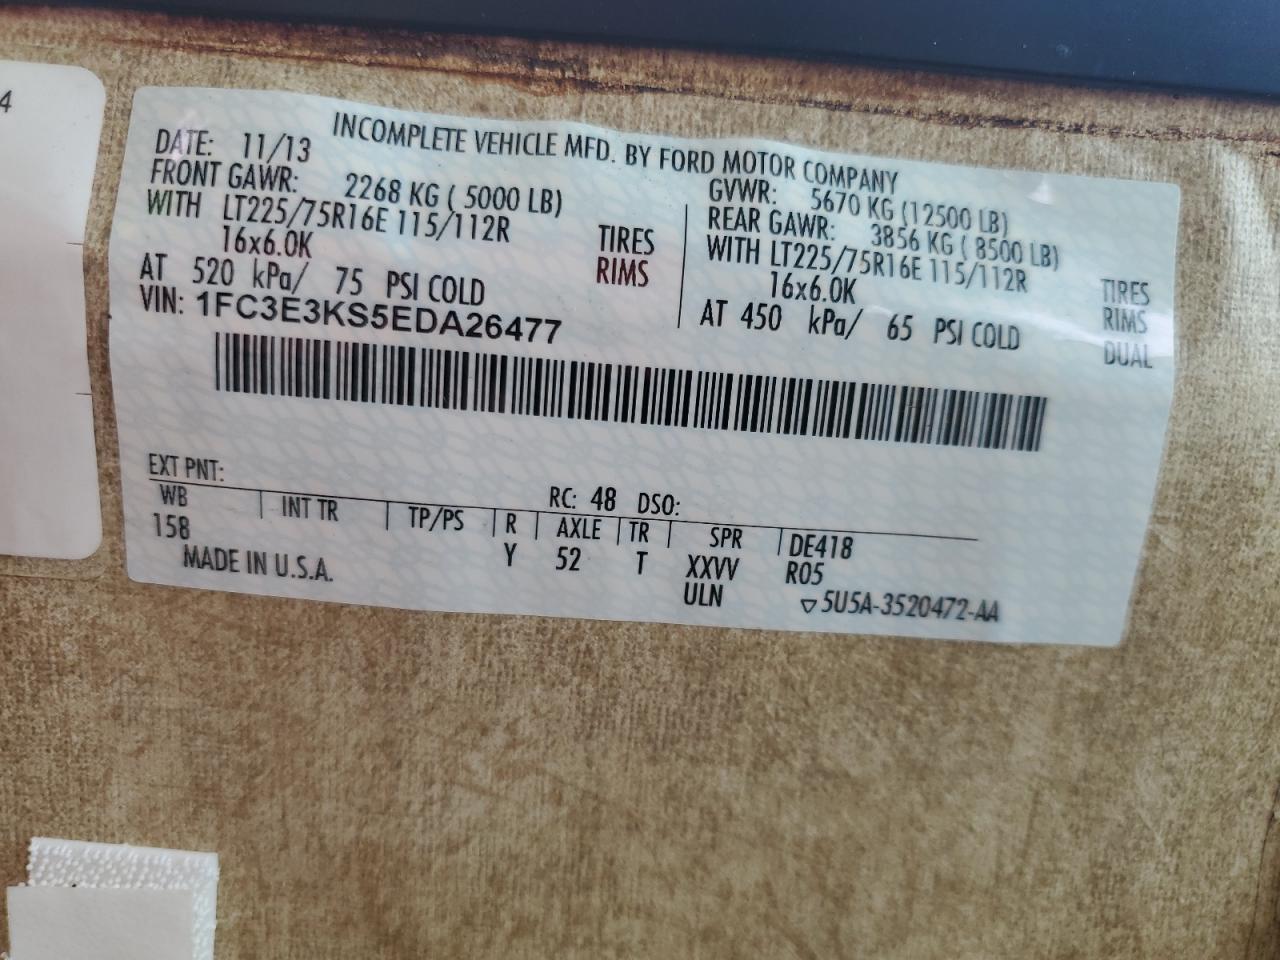 4
INCOMPLETE VEHICLE MFD. BY FORD MOTOR COMPANY
DATE: 11/13
GVWR: 5670 KG (12500 LB)
FRONT GAWR: 2268 KG ( 5000 LB)
REAR GAWR: 3856 KG ( 8500 LB)
WITH LT225/75R16E 115/112R TIRES
WITH LT225/75R16E 115/112R TIRES
16x6.0K RIMS
16x6.0K RIMS
AT 520 kPa/ 75 PSI COLD
AT 450 kPa/ 65 PSI COLD DUAL
VIN: 1FC3E3KS5EDA26477
EXT PNT: RC: 48 DSO:
WB INT TR TP/PS R AXLE TR SPR DE418
158 Y 52 T XXVV R05
MADE IN U.S.A. ULN ▽5U5A-3520472-AA